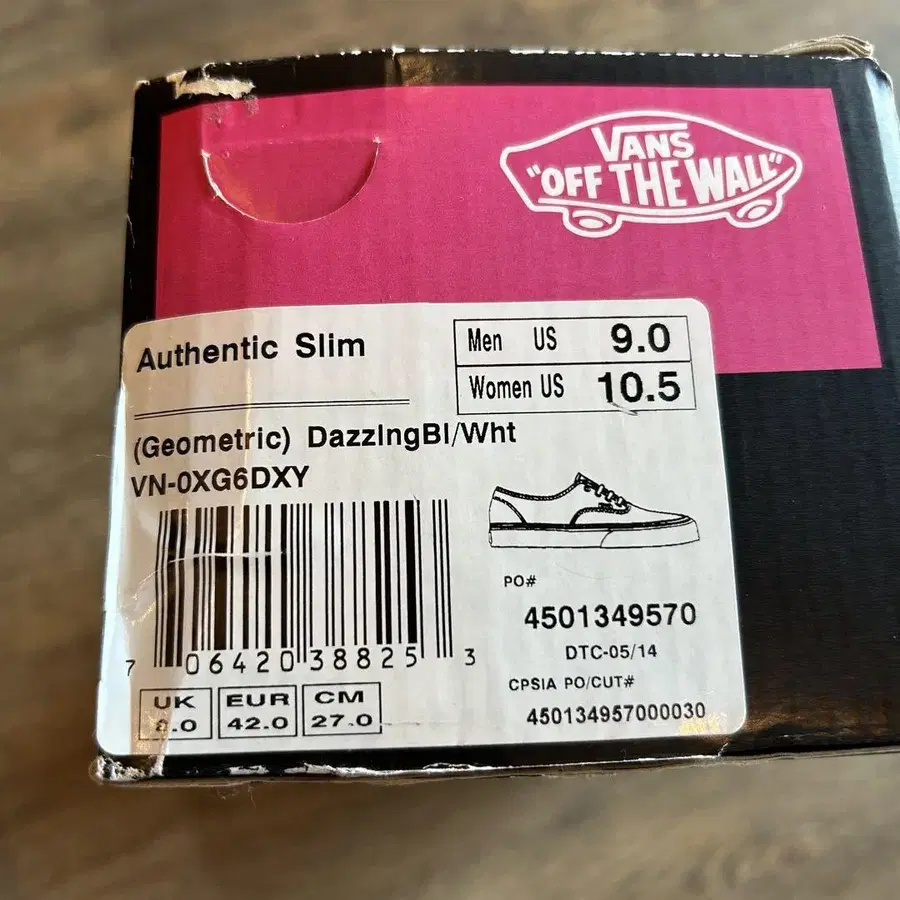 VANS
"OFF THE WALL"
Authentic Slim
Men US 9.0
Women US 10.5
(Geometric) DazzIngBl/Wht
VN-0XG6DXY
7 06420 38825 3
PO#
4501349570
DTC-05/14
CPSIA PO/CUT#
450134957000030
UK EUR CM
42.0 27.0